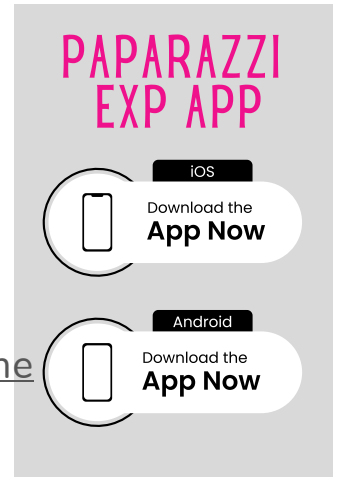 PAPARAZZI
EXP APP
iOS
Download the
App Now
Android
Download the
App Now